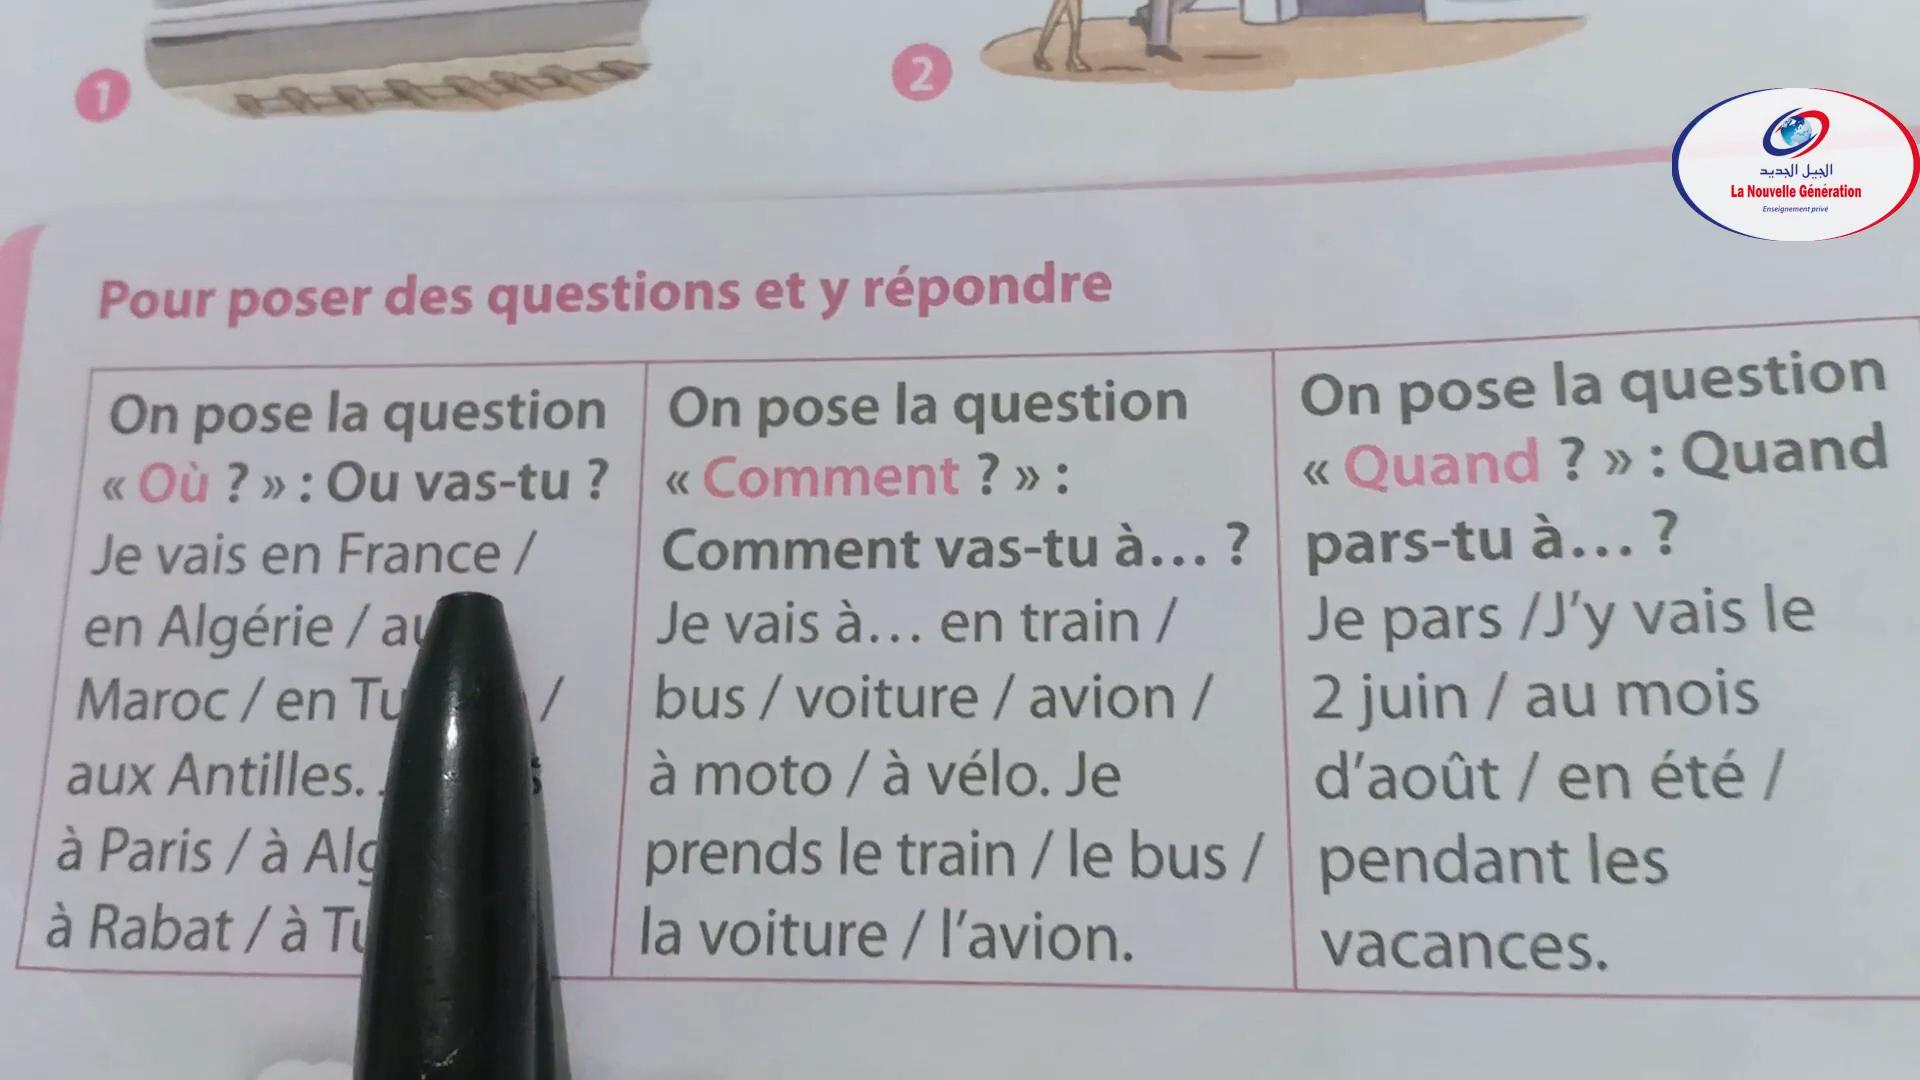 1
2
الجيل الجديد
La Nouvelle Génération
Enseignement privé
Pour poser des questions et y répondre
On pose la question
« Où ? » : Ou vas-tu ?
Je vais en France /
en Algérie /
Maroc / en /
aux Antilles.
à Paris / à
à Rabat / à
On pose la question
« Comment ? » :
Comment vas-tu à... ?
Je vais à... en train /
bus / voiture / avion /
à moto / à vélo. Je
prends le train / le bus /
la voiture / l'avion.
On pose la question
« Quand ? » : Quand
pars-tu à... ?
Je pars /J'y vais le
2 juin / au mois
d'août / en été /
pendant les
vacances.